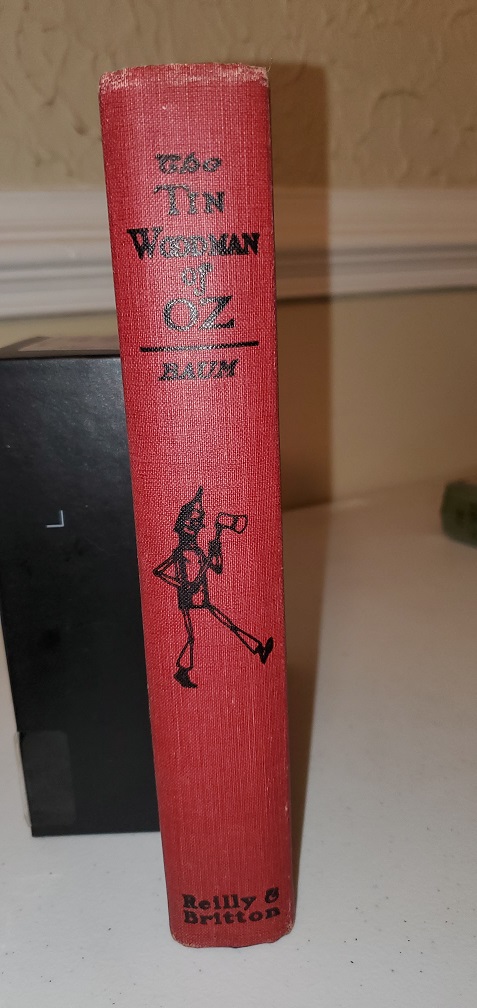 The
TIN
WOODMAN
of
OZ
BAUM
Reilly &
Britton